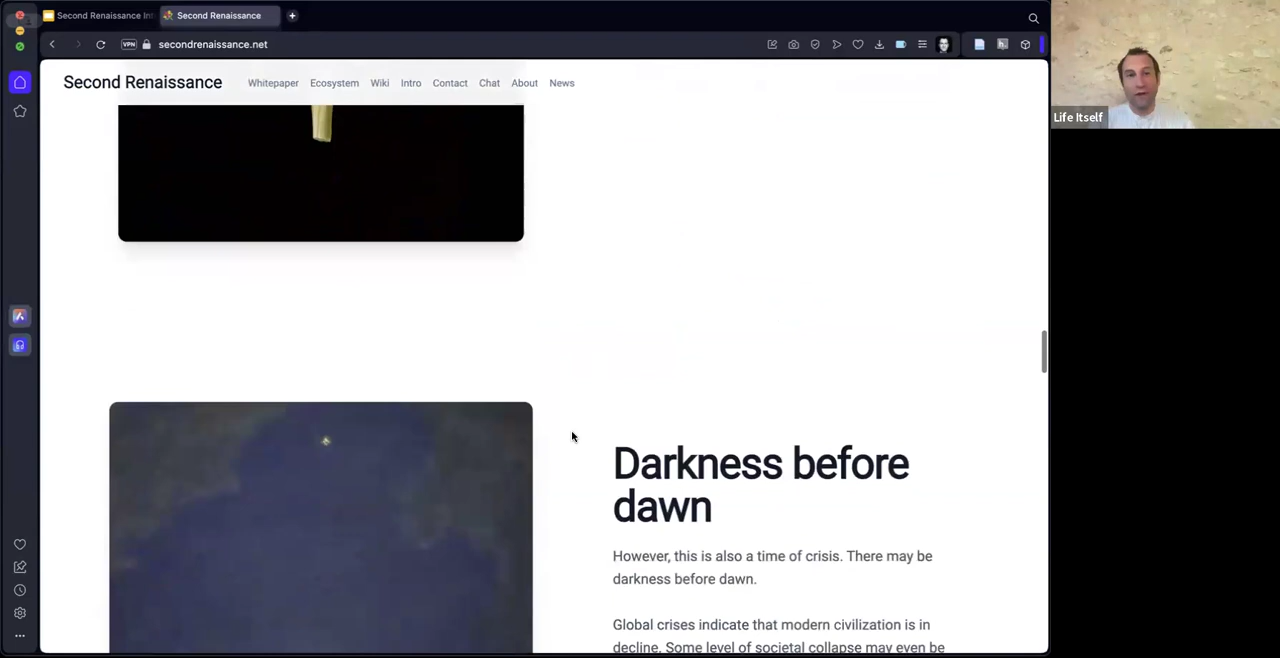 Second Renaissance Int
Second Renaissance
VPN
secondrenaissance.net
Second Renaissance
Whitepaper
Ecosystem
Wiki
Intro
Contact
Chat
About
News
Life Itself
Darkness before
dawn
However, this is also a time of crisis. There may be
darkness before dawn.
Global crises indicate that modern civilization is in
decline. Some level of societal collapse may even be